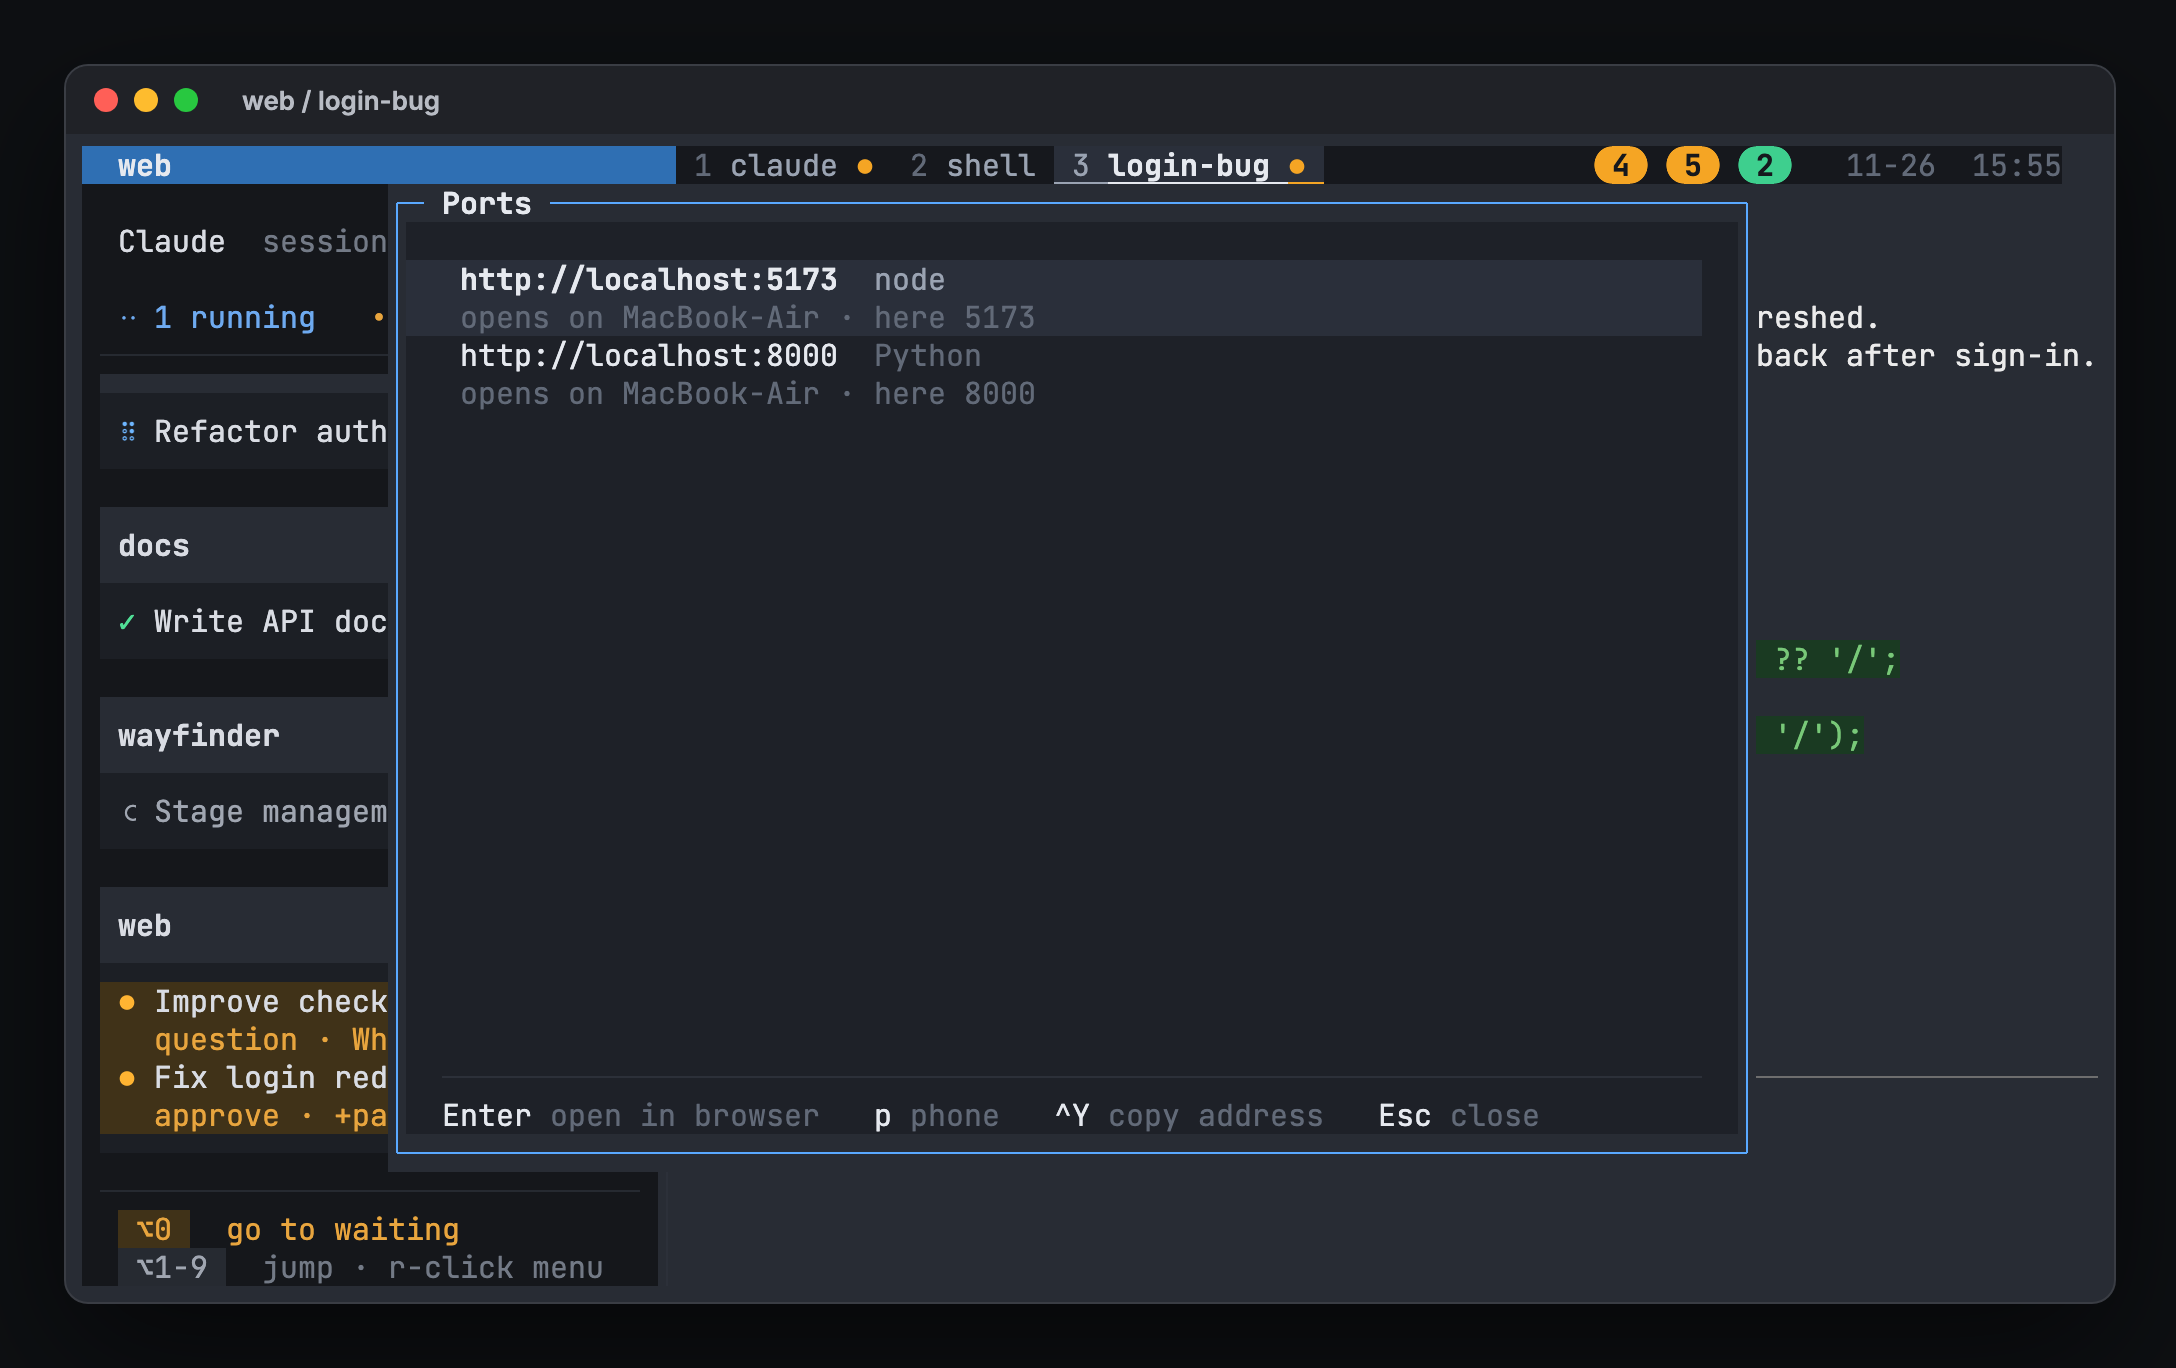 web / login-bug
web 1 claude ● 2 shell 3 login-bug ● 4 5 2 11-26 15:55
Ports
Claude session
·· 1 running •
http://localhost:5173 node
opens on MacBook-Air · here 5173
http://localhost:8000 Python
opens on MacBook-Air · here 8000
reshed.
back after sign-in.
Refactor auth
docs
✓ Write API doc
?? '/';
wayfinder
'/');
Stage managem
web
● Improve check
question · Wh
● Fix login red
approve · +pa
Enter open in browser p phone ^Y copy address Esc close
⌥0 go to waiting
⌥1-9 jump · r-click menu